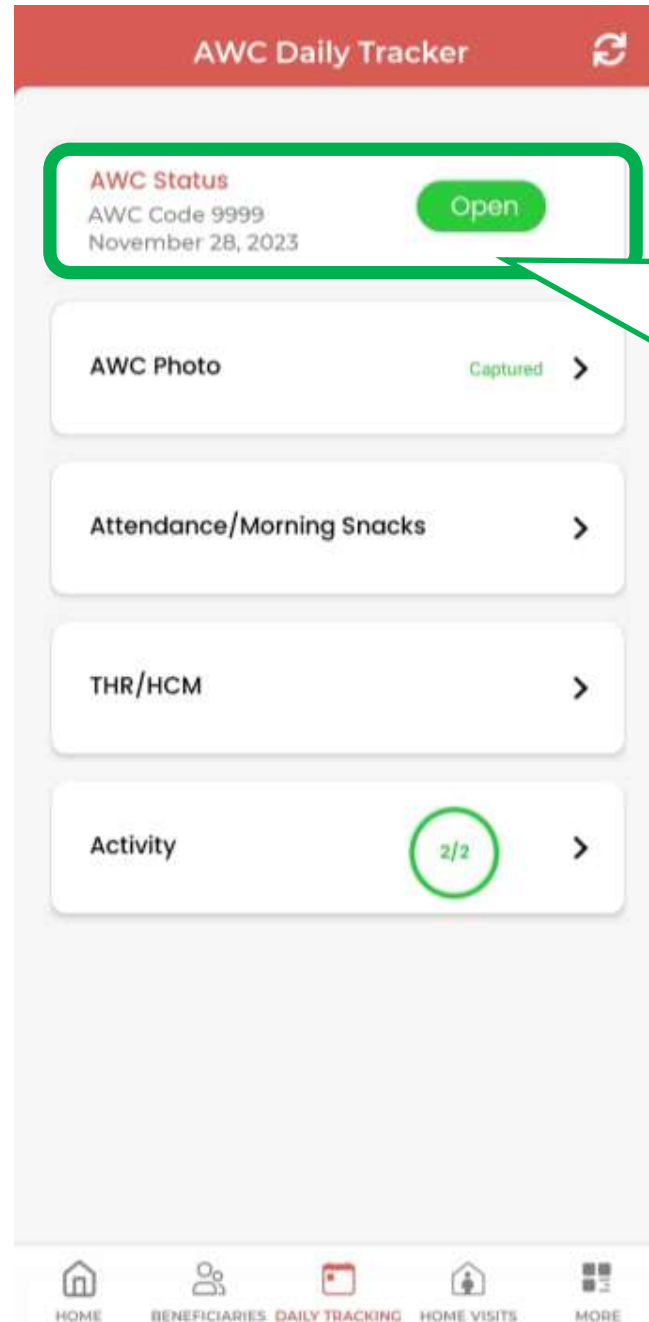 AWC Daily Tracker
AWC Status
Open
AWC Code 9999
November 28, 2023
AWC Photo
Captured
Attendance/Morning Snacks
THR/HCM
Activity
2/2
HOME
BENEFICIARIES
DAILY TRACKING
HOME VISITS
MORE